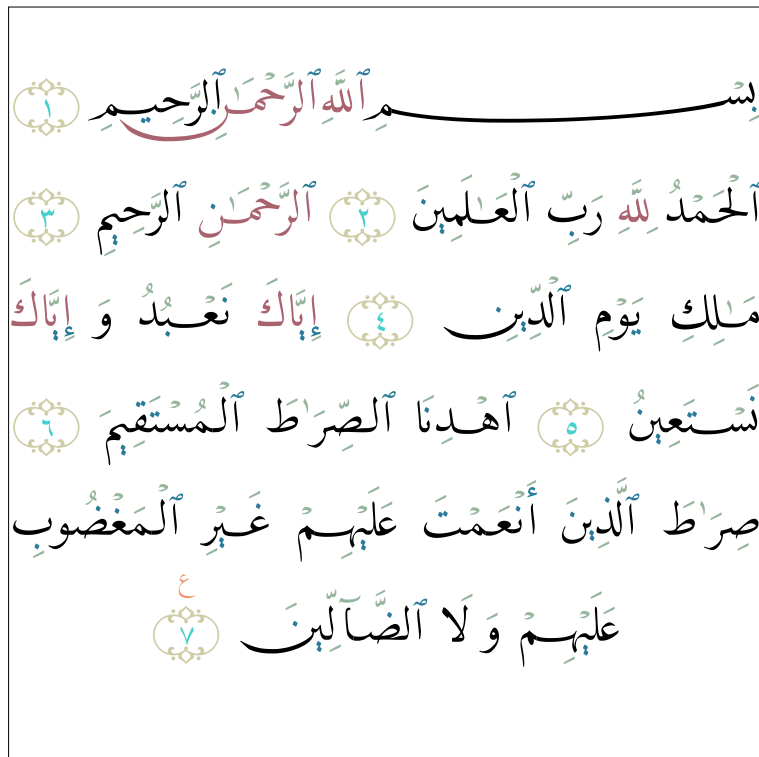 بِسْمِ ٱللَّهِ ٱلرَّحْمَـٰنِ ٱلرَّحِيمِ ١
ٱلْحَمْدُ لِلَّهِ رَبِّ ٱلْعَـٰلَمِينَ ٢ ٱلرَّحْمَـٰنِ ٱلرَّحِيمِ ٣
مَـٰلِكِ يَوْمِ ٱلدِّينِ ٤ إِيَّاكَ نَعْبُدُ وَ إِيَّاكَ
نَسْتَعِينُ ٥ ٱهْدِنَا ٱلصِّرَٰطَ ٱلْمُسْتَقِيمَ ٦
صِرَٰطَ ٱلَّذِينَ أَنْعَمْتَ عَلَيْهِمْ غَيْرِ ٱلْمَغْضُوبِ
عَلَيْهِمْ وَ لَا ٱلضَّآلِّينَ ٧ ع